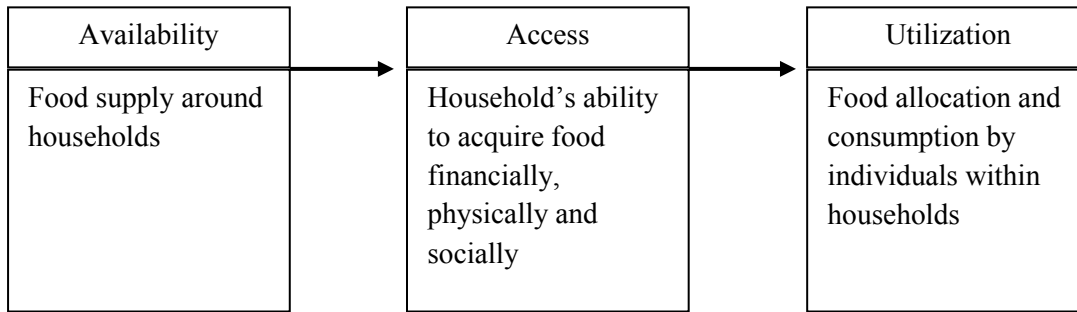 Availability
Food supply around
households
Access
Household’s ability
to acquire food
financially,
physically and
socially
Utilization
Food allocation and
consumption by
individuals within
households